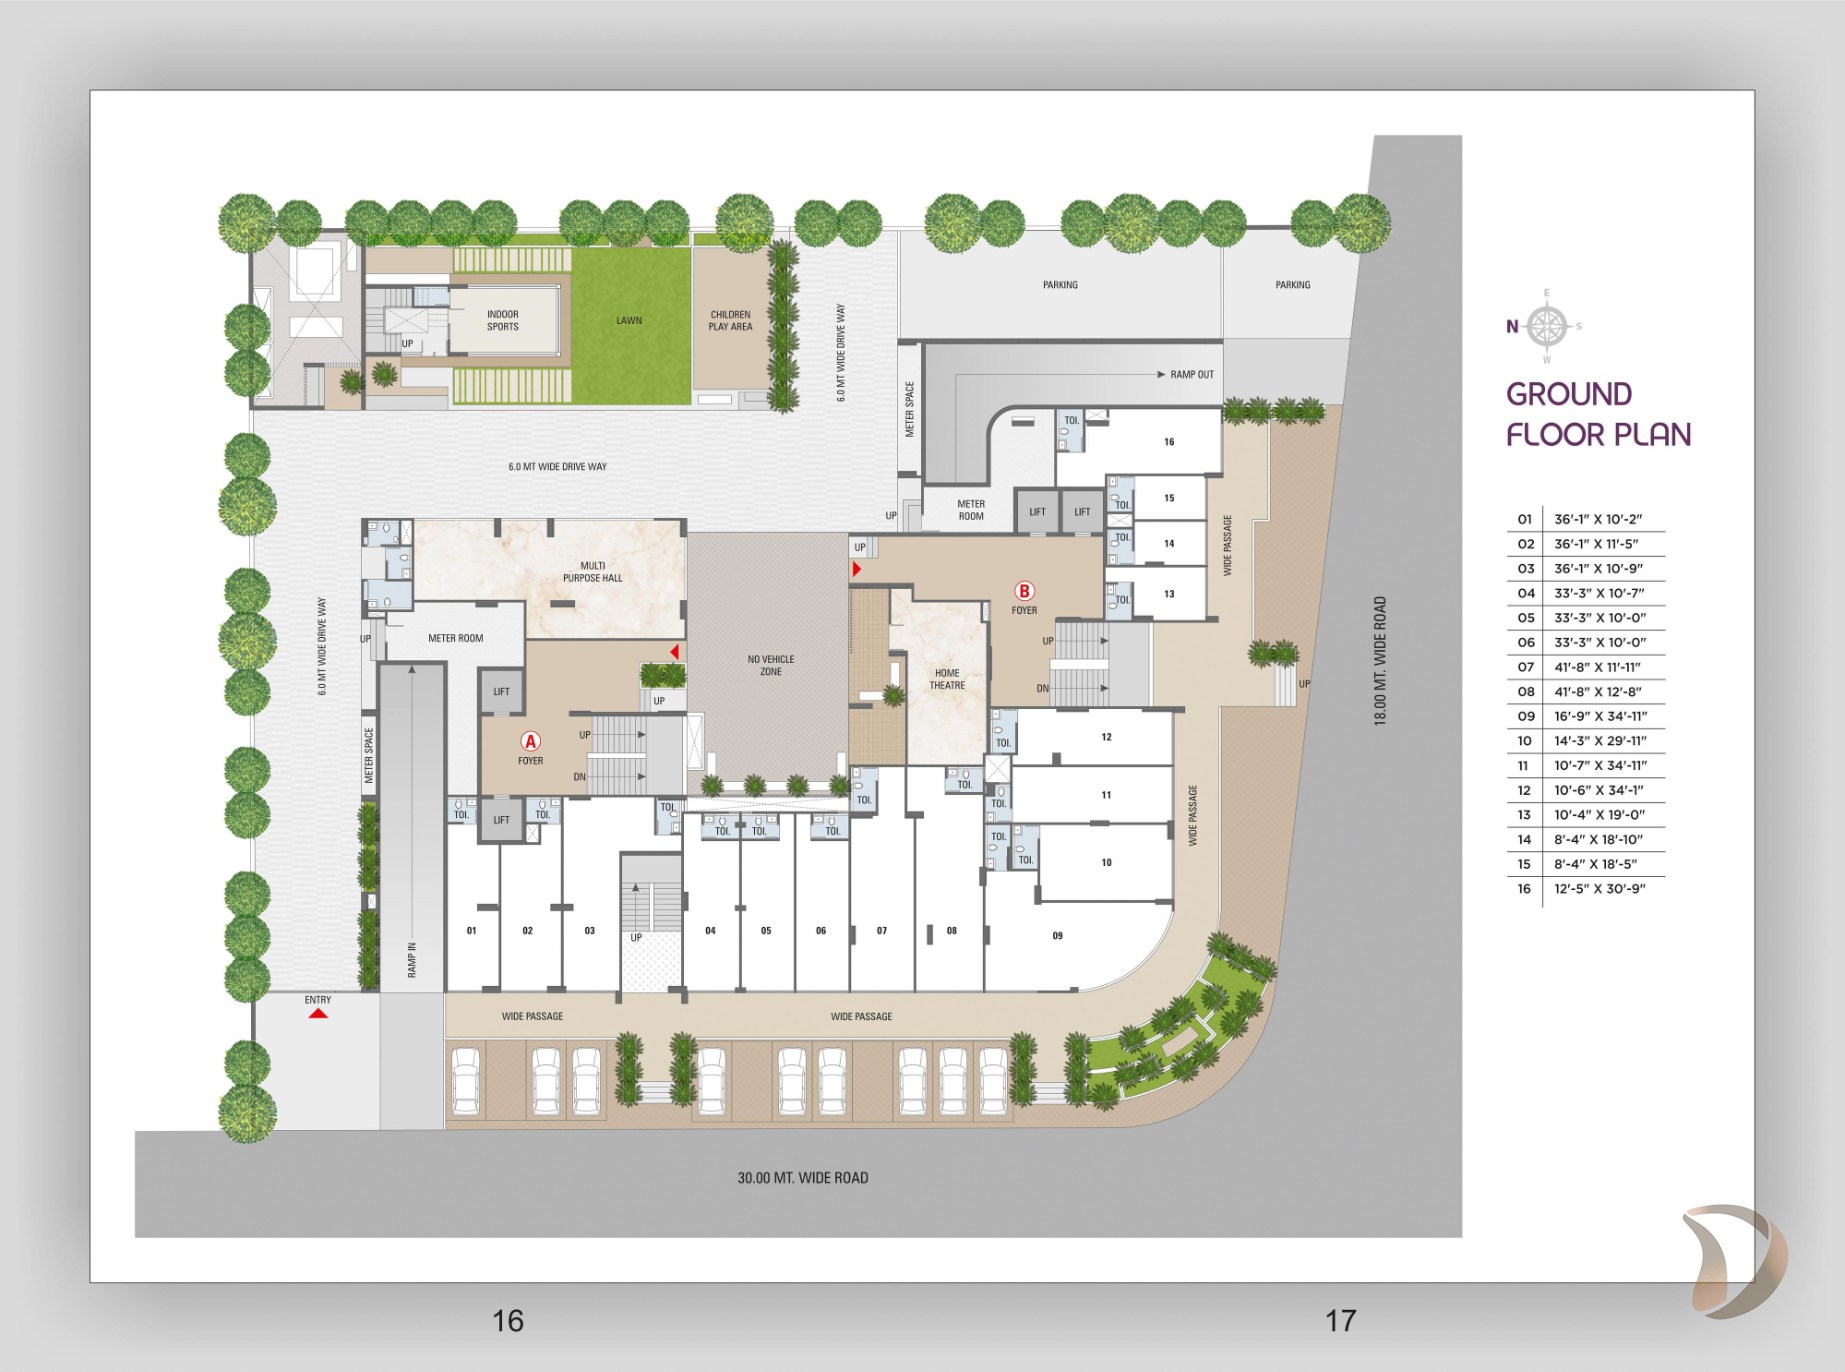 PARKING
PARKING
INDOOR
SPORTS
LAWN
CHILDREN
PLAY AREA
UP
6.0 MT WIDE DRIVE WAY
METER SPACE
RAMP OUT
E
N
S
W
GROUND
FLOOR PLAN
TOI.
16
6.0 MT WIDE DRIVE WAY
METER
ROOM
UP
LIFT
LIFT
TOI.
15
TOI.
14
TOI.
13
WIDE PASSAGE
MULTI
PURPOSE HALL
UP
B
FOYER
6.0 MT WIDE DRIVE WAY
UP
METER ROOM
NO VEHICLE
ZONE
HOME
THEATRE
UP
DN
UP
18.00 MT. WIDE ROAD
LIFT
UP
A
FOYER
UP
DN
METER SPACE
TOI.
12
TOI.
11
TOI.
TOI.
10
WIDE PASSAGE
TOI.
LIFT
TOI.
TOI.
TOI.
TOI.
TOI.
TOI.
TOI.
RAMP IN
01
02
03
UP
04
05
06
07
08
09
ENTRY
WIDE PASSAGE
WIDE PASSAGE
30.00 MT. WIDE ROAD
01 36'-1" X 10'-2"
02 36'-1" X 11'-5"
03 36'-1" X 10'-9"
04 33'-3" X 10'-7"
05 33'-3" X 10'-0"
06 33'-3" X 10'-0"
07 41'-8" X 11'-11"
08 41'-8" X 12'-8"
09 16'-9" X 34'-11"
10 14'-3" X 29'-11"
11 10'-7" X 34'-11"
12 10'-6" X 34'-1"
13 10'-4" X 19'-0"
14 8'-4" X 18'-10"
15 8'-4" X 18'-5"
16 12'-5" X 30'-9"
16
17